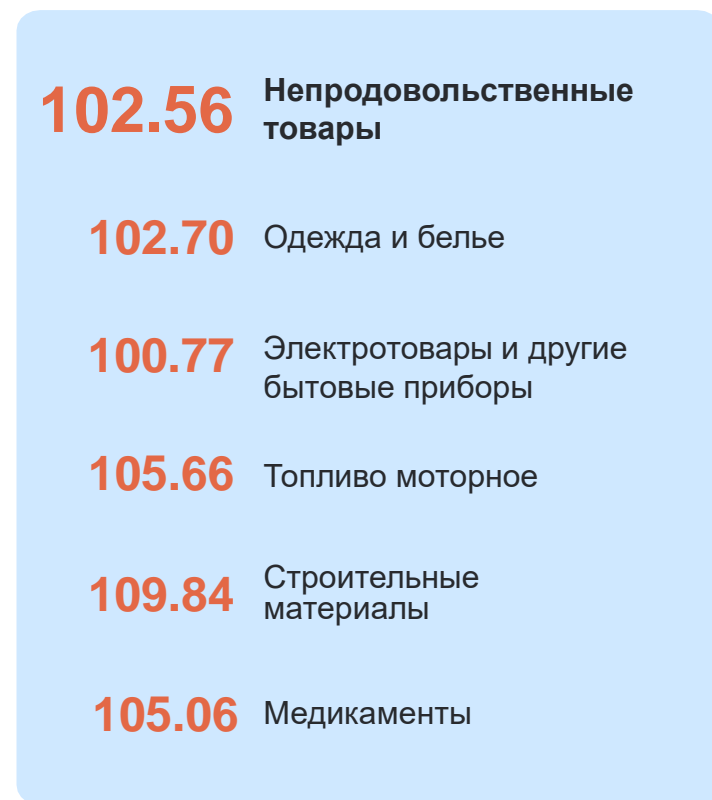 102.56
Непродовольственные
товары
102.70
Одежда и белье
100.77
Электротовары и другие
бытовые приборы
105.66
Топливо моторное
109.84
Строительные
материалы
105.06
Медикаменты